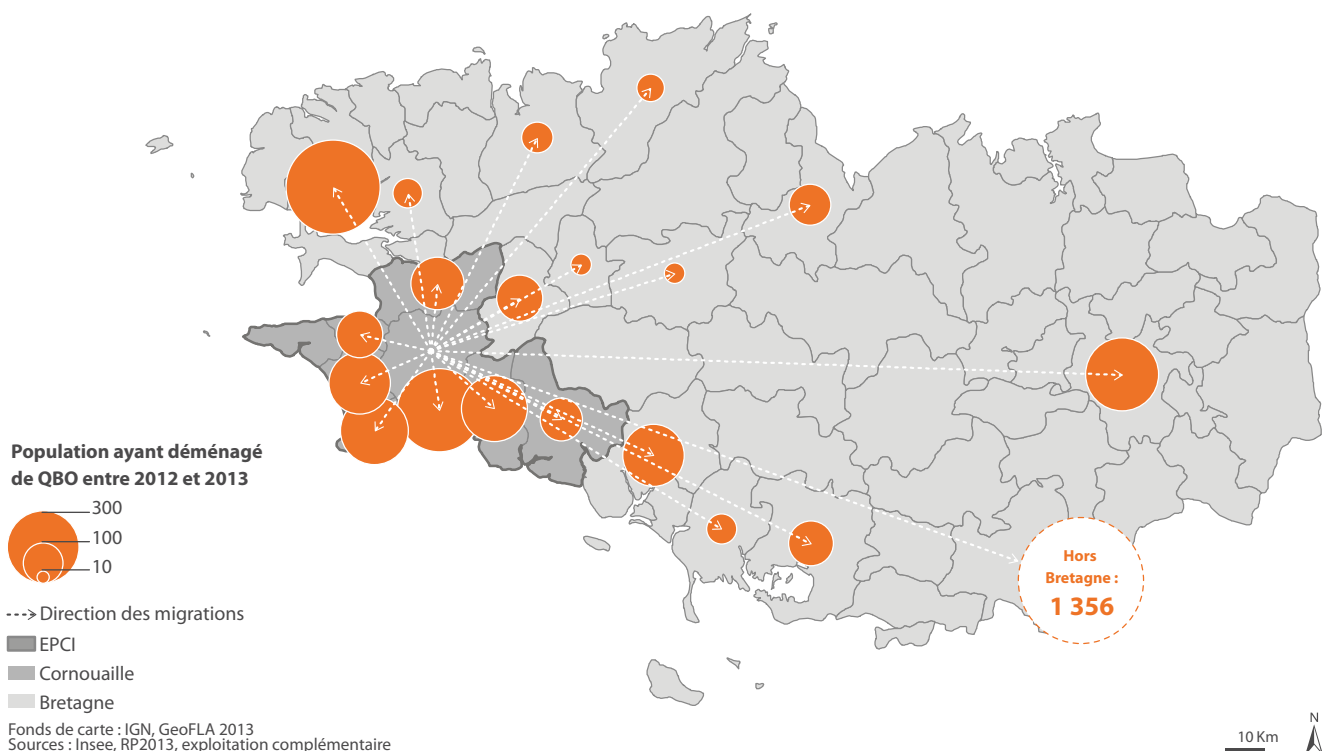 Population ayant déménagé
de QBO entre 2012 et 2013
300
100
10
Direction des migrations
EPCI
Cornouaille
Bretagne
Fonds de carte : IGN, GeoFLA 2013
Sources : Insee, RP2013, exploitation complémentaire
Hors
Bretagne :
1 356
10 Km
N